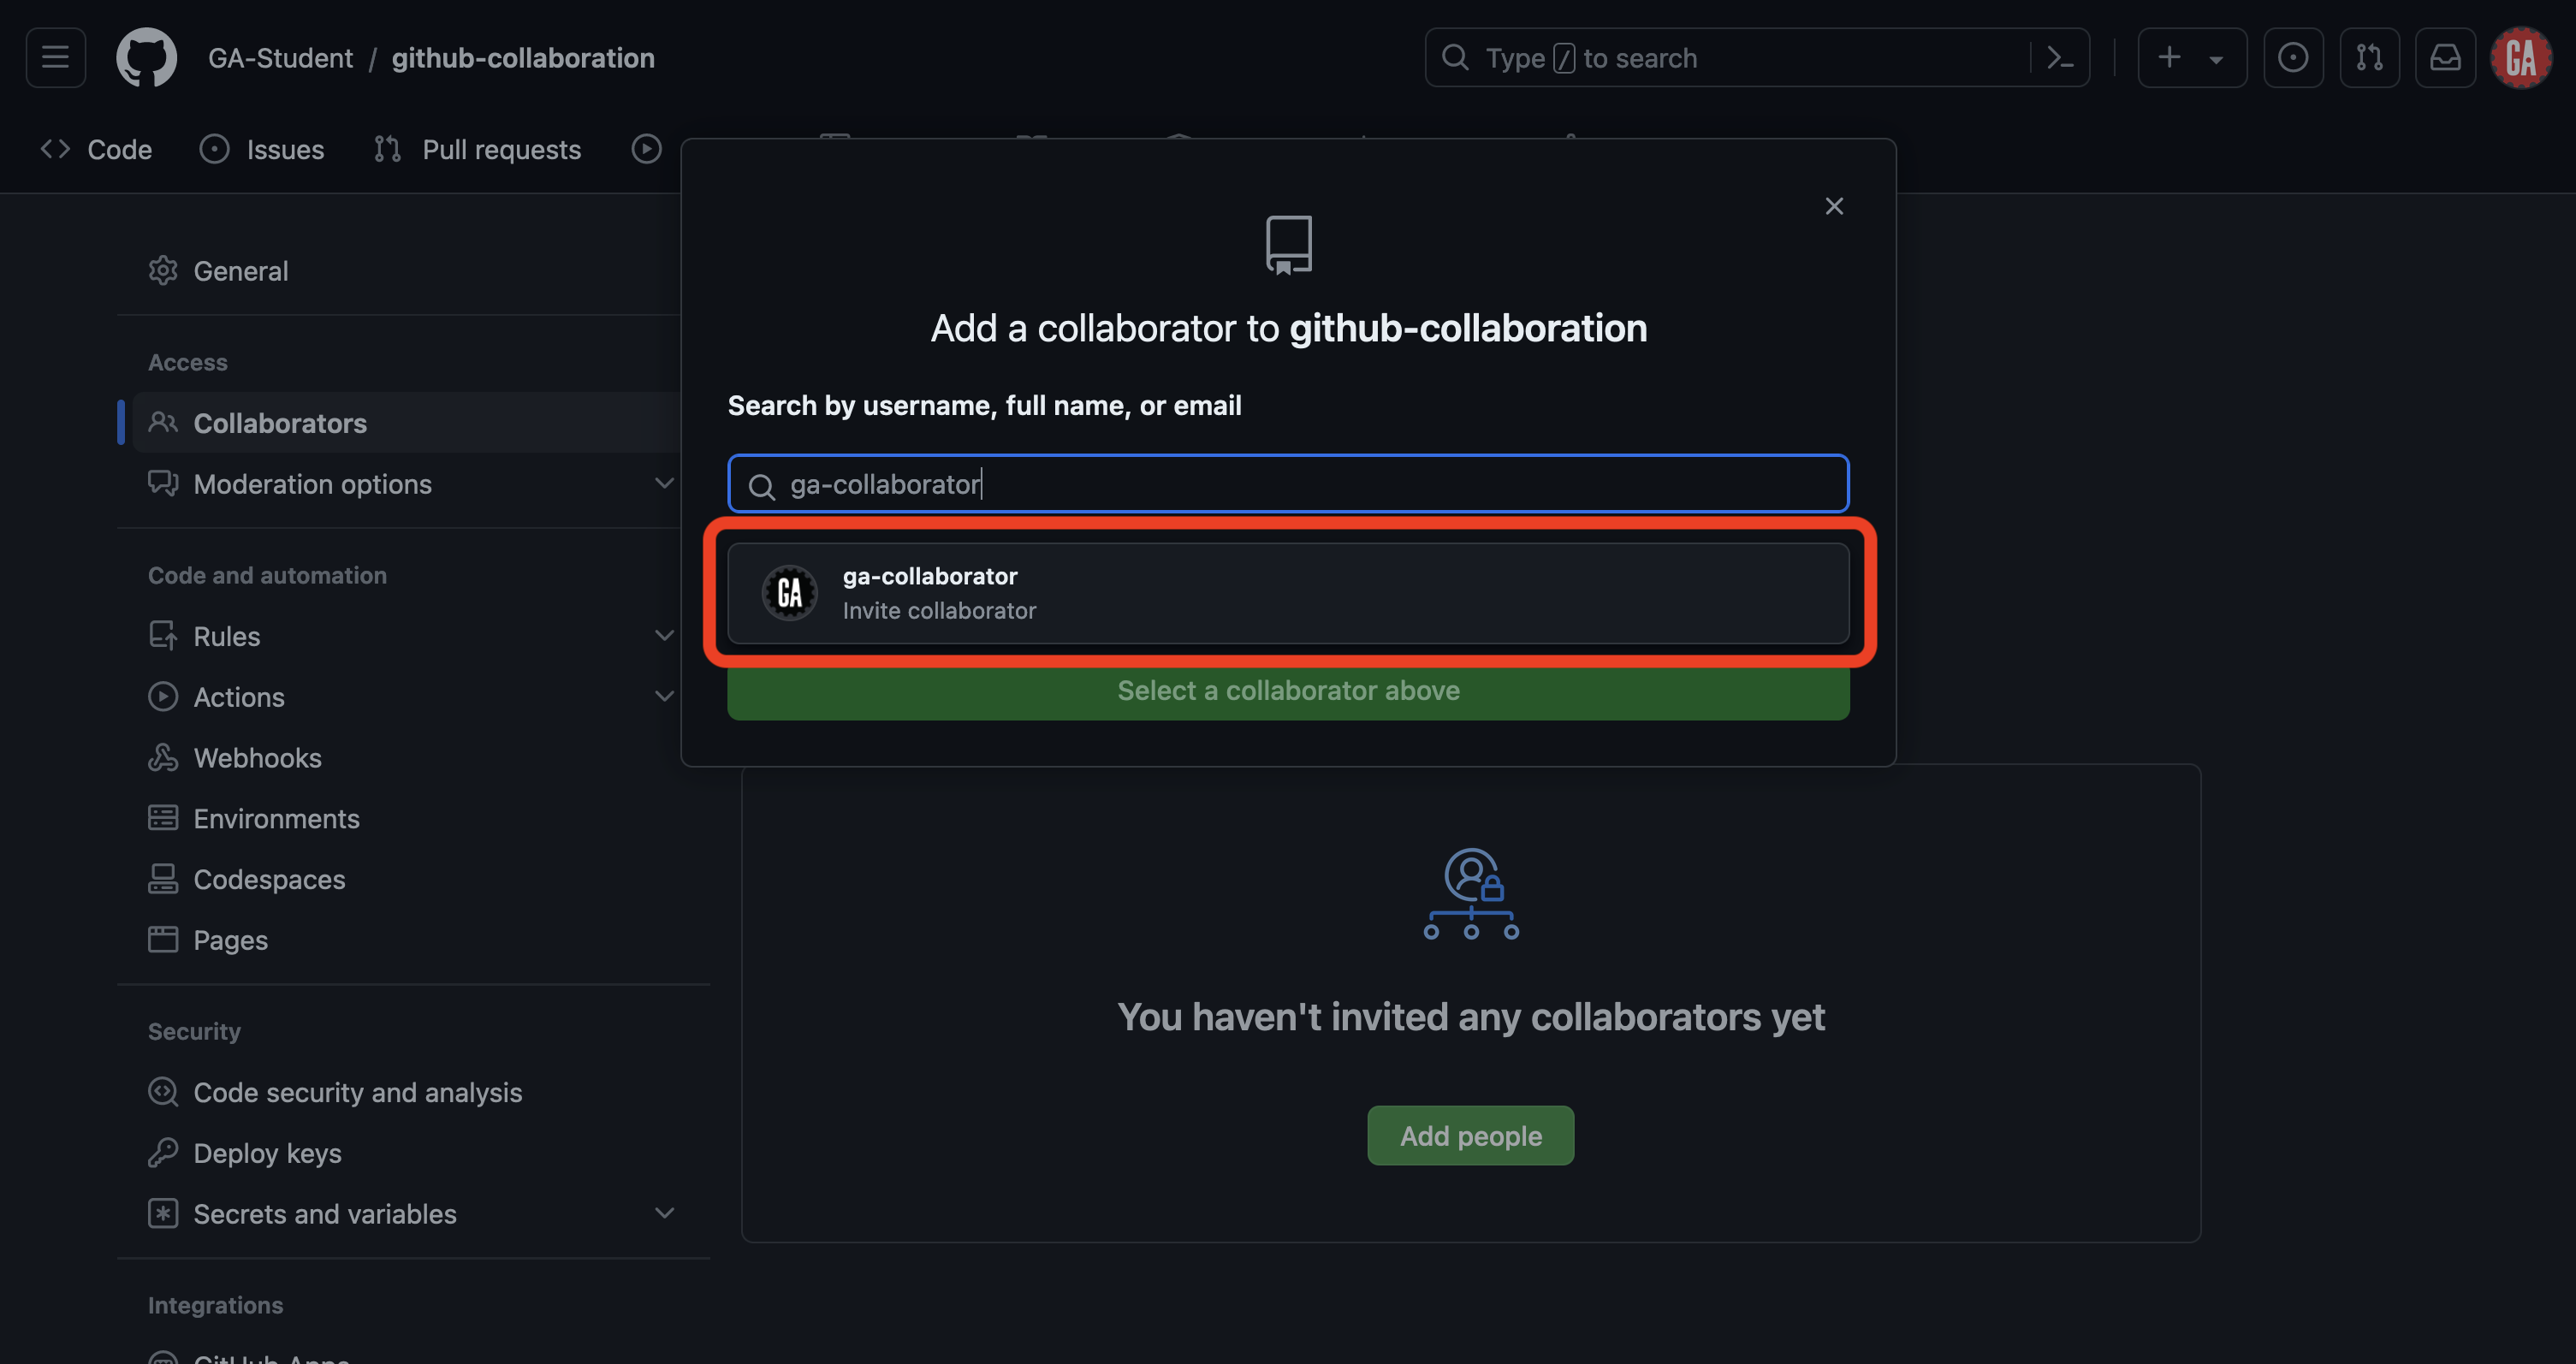 GA-Student / github-collaboration
Type / to search
GA
Code
Issues
Pull requests
General
Access
Collaborators
Moderation options
Code and automation
Rules
Actions
Webhooks
Environments
Codespaces
Pages
Security
Code security and analysis
Deploy keys
Secrets and variables
Integrations
GitHub Apps
Add a collaborator to github-collaboration
Search by username, full name, or email
ga-collaborator
GA
ga-collaborator
Invite collaborator
Select a collaborator above
You haven't invited any collaborators yet
Add people